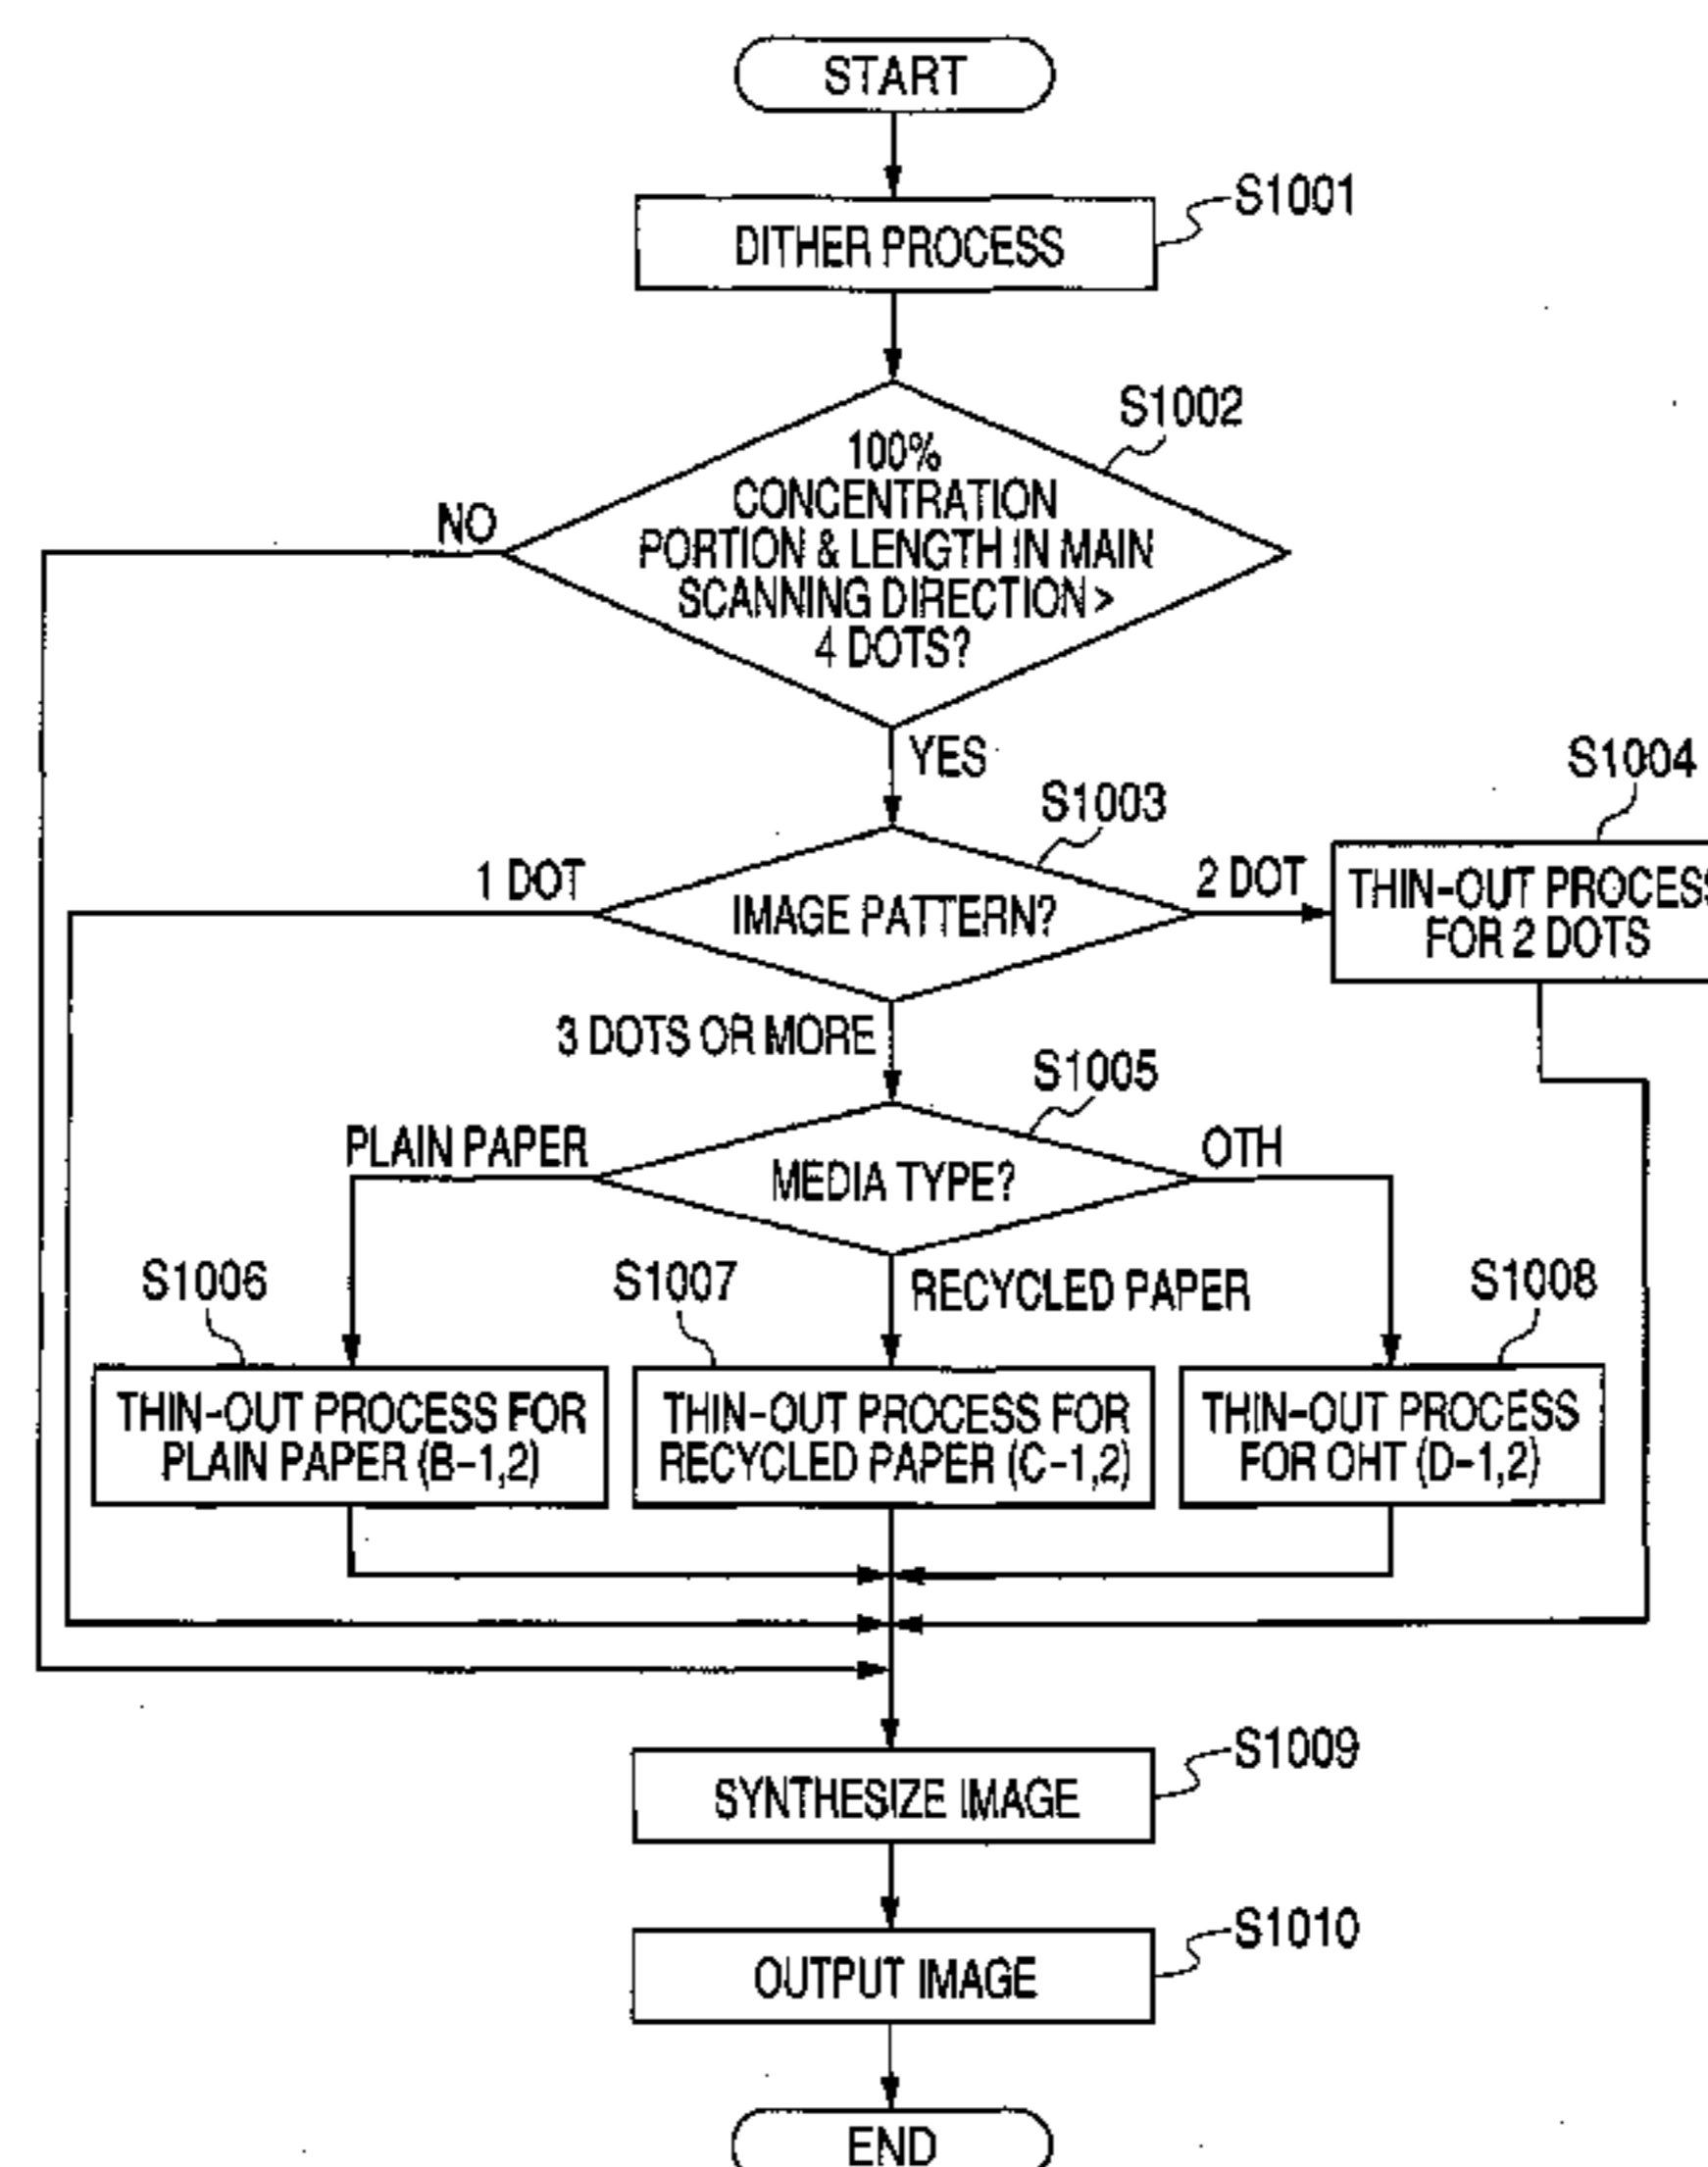 START
S1001
DITHER PROCESS
S1002
100%
CONCENTRATION
PORTION & LENGTH IN MAIN
SCANNING DIRECTION >
4 DOTS?
NO
YES
S1003
S1004
1 DOT
IMAGE PATTERN?
2 DOT
THIN-OUT PROCESS
FOR 2 DOTS
3 DOTS OR MORE
S1005
PLAIN PAPER
MEDIA TYPE?
OTH
S1006
S1007
RECYCLED PAPER
S1008
THIN-OUT PROCESS FOR
PLAIN PAPER (B-1,2)
THIN-OUT PROCESS FOR
RECYCLED PAPER (C-1,2)
THIN-OUT PROCESS
FOR OHT (D-1,2)
S1009
SYNTHESIZE IMAGE
S1010
OUTPUT IMAGE
END